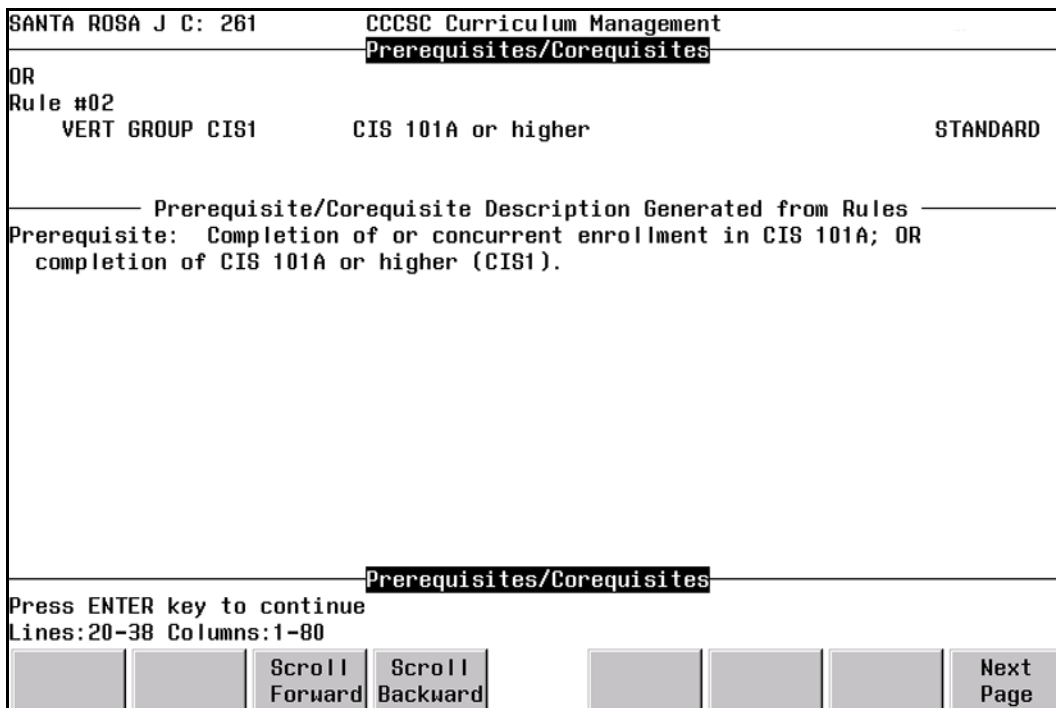 SANTA ROSA J C: 261 CCCSC Curriculum Management
Prerequisites/Corequisites
OR
Rule #02
VERT GROUP CIS1 CIS 101A or higher STANDARD
Prerequisite/Corequisite Description Generated from Rules
Prerequisite: Completion of or concurrent enrollment in CIS 101A; OR
completion of CIS 101A or higher (CIS1).
Prerequisites/Corequisites
Press ENTER key to continue
Lines:20-38 Columns:1-80
Scroll Forward
Scroll Backward
Next Page